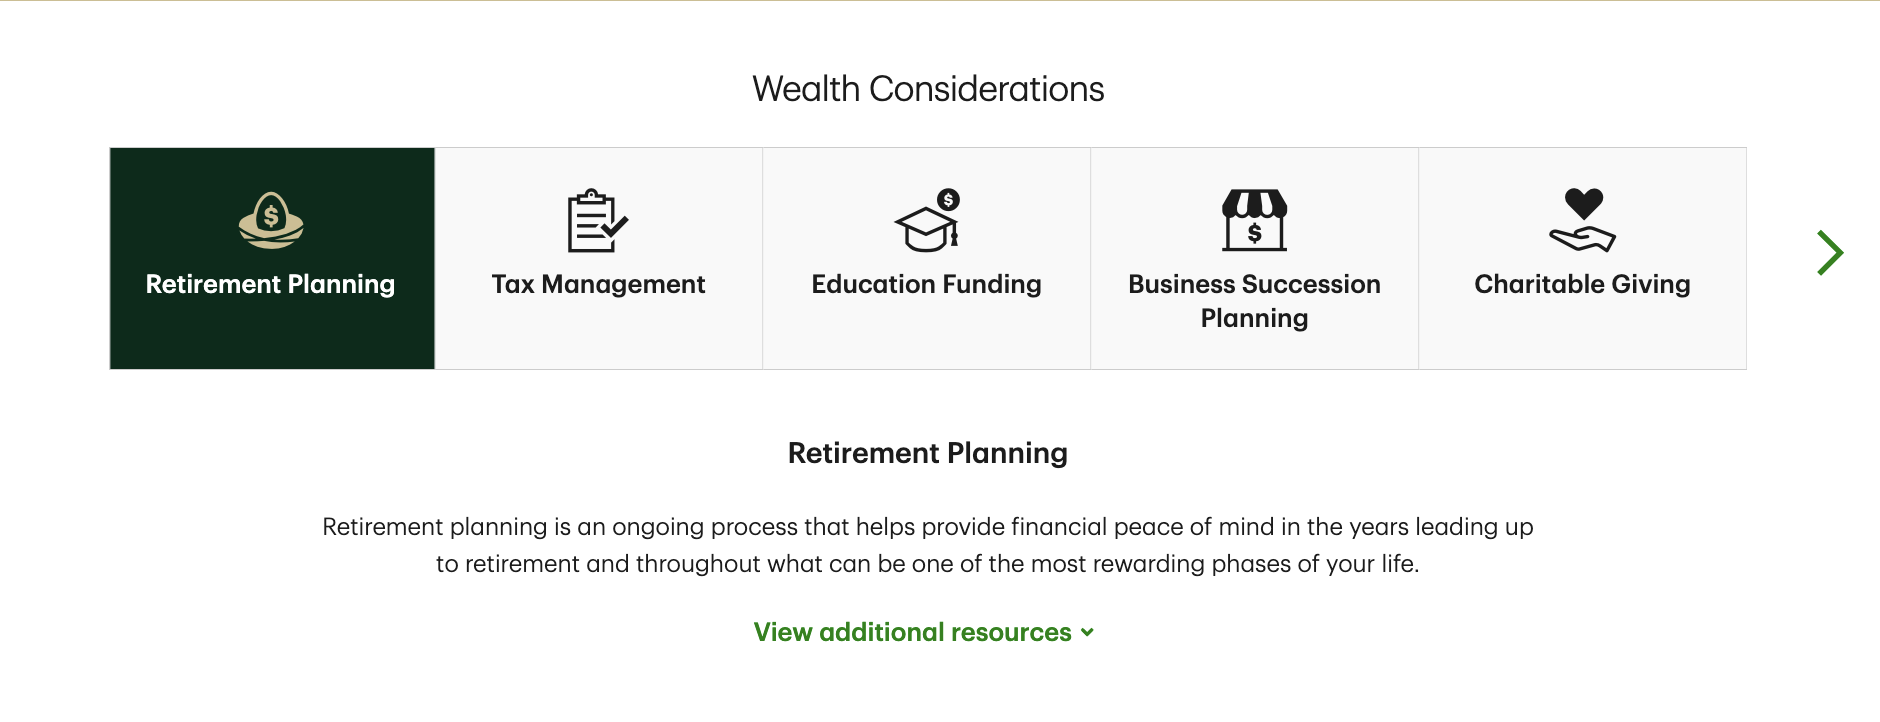 Wealth Considerations
$
Retirement Planning
Tax Management
$
Education Funding
$
Business Succession
Planning
Charitable Giving
Retirement Planning
Retirement planning is an ongoing process that helps provide financial peace of mind in the years leading up
to retirement and throughout what can be one of the most rewarding phases of your life.
View additional resources